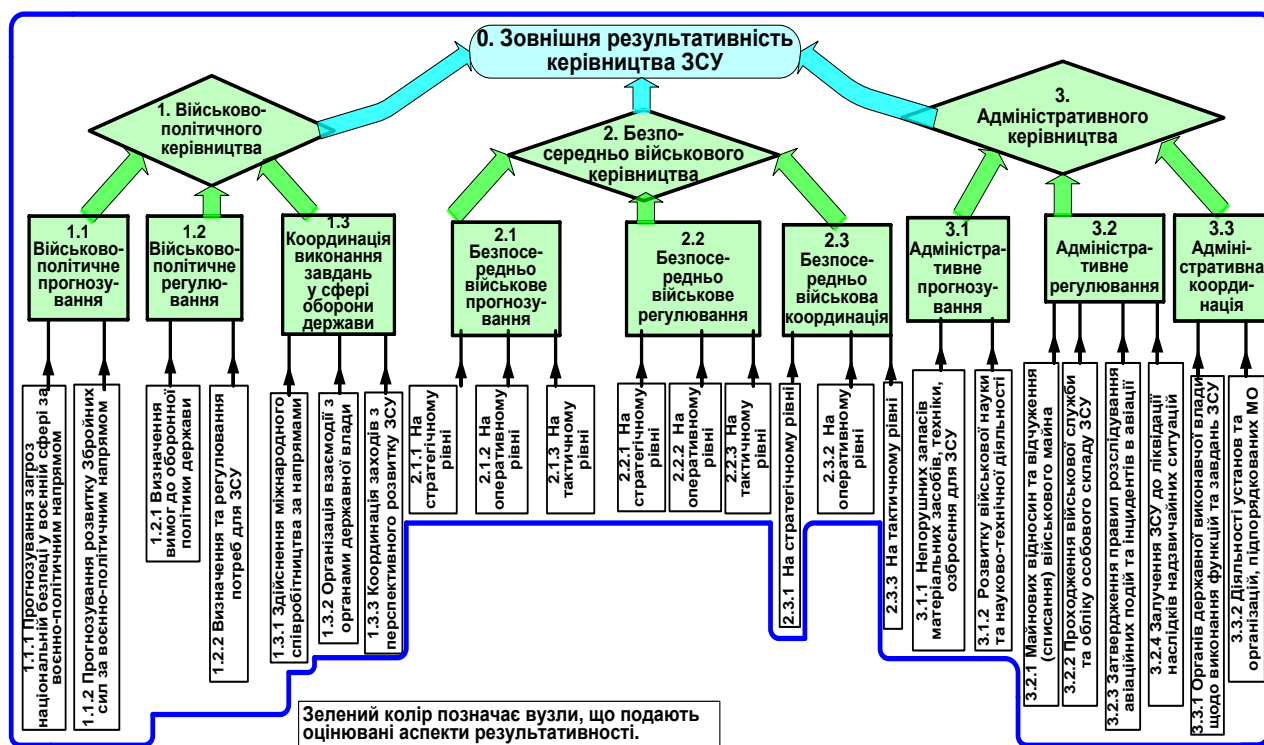 0. Зовнішня результативність
керівництва ЗСУ
1. Військово-
політичного
керівництва
2. Безпо-
середньо військового
керівництва
3.
Адміністративного
керівництва
1.1
Військово-
політичне
прогнозу-
вання
1.2
Військово-
політичне
регулю-
вання
1.3
Координація
виконання
завдань
у сфері
оборони
держави
2.1
Безпосе-
редньо
військове
прогнозу-
вання
2.2
Безпосе-
редньо
військове
регулювання
2.3
Безпосе-
редньо
військова
координація
3.1
Адміністра-
тивне
прогнозу-
вання
3.2
Адміністра-
тивне
регулювання
3.3
Адміні-
стративна
коорди-
нація
1.1.1 Прогнозування загроз
національній безпеці у воєнній сфері за
воєнно-політичним напрямом
1.1.2 Прогнозування розвитку Збройних
сил за воєнно-політичним напрямом
1.2.1 Визначення
вимог до оборонної
політики держави
1.2.2 Визначення та регулювання
потреб для ЗСУ
1.3.1 Здійснення міжнародного
співробітництва за напрямами
1.3.2 Організація взаємодії з
органами державної влади
1.3.3 Координація заходів з
перспективного розвитку ЗСУ
2.1.1 На
стратегічному
рівні
2.1.2 На
оперативному
рівні
2.1.3 На
тактичному
рівні
2.2.1 На
стратегічному
рівні
2.2.2 На
оперативному
рівні
2.2.3 На
тактичному
рівні
2.3.1 На стратегічному рівні
2.3.2 На
оперативному
рівні
2.3.3 На тактичному рівні
3.1.1 Непорушних запасів
матеріальних засобів, техніки,
озброєння для ЗСУ
3.1.2 Розвитку військової науки
та науково-технічної діяльності
3.2.1 Майнових відносин та відчуження
(списання) військового майна
3.2.2 Проходження військової служби
та обліку особового складу ЗСУ
3.2.3 Затвердження правил розслідування
авіаційних подій та інцидентів в авіації
3.2.4 Залучення ЗСУ до ліквідації
наслідків надзвичайних ситуацій
3.3.1 Органів державної виконавчої влади
щодо виконання функцій та завдань ЗСУ
3.3.2 Діяльності установ та
організацій, підпорядкованих МО
Зелений колір позначає вузли, що подають
оцінювані аспекти результативності.